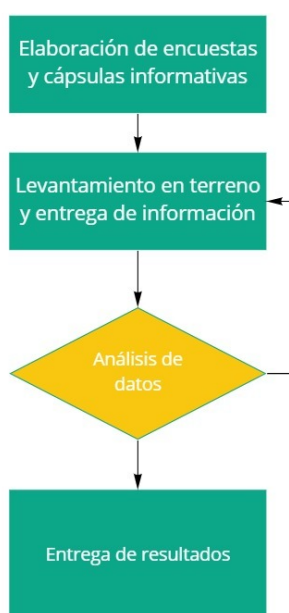 Elaboración de encuestas
y cápsulas informativas
Levantamiento en terreno
y entrega de información
Análisis de
datos
Entrega de resultados